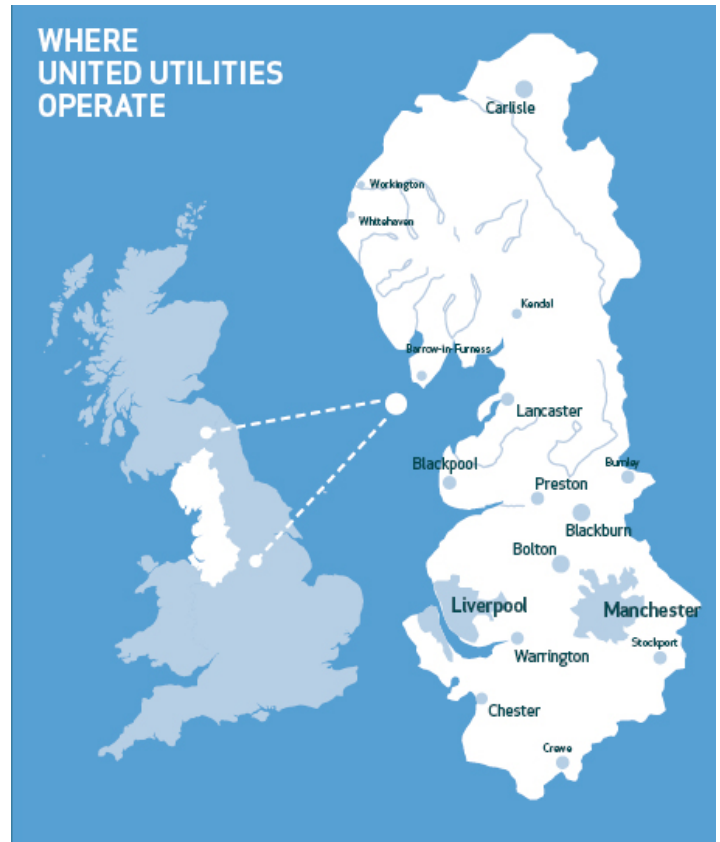 WHERE
UNITED UTILITIES
OPERATE
Carlisle
Workington
Whitehaven
Kendal
Barrow-in-Furness
Lancaster
Blackpool
Burnley
Preston
Blackburn
Bolton
Liverpool
Manchester
Stockport
Warrington
Chester
Crewe